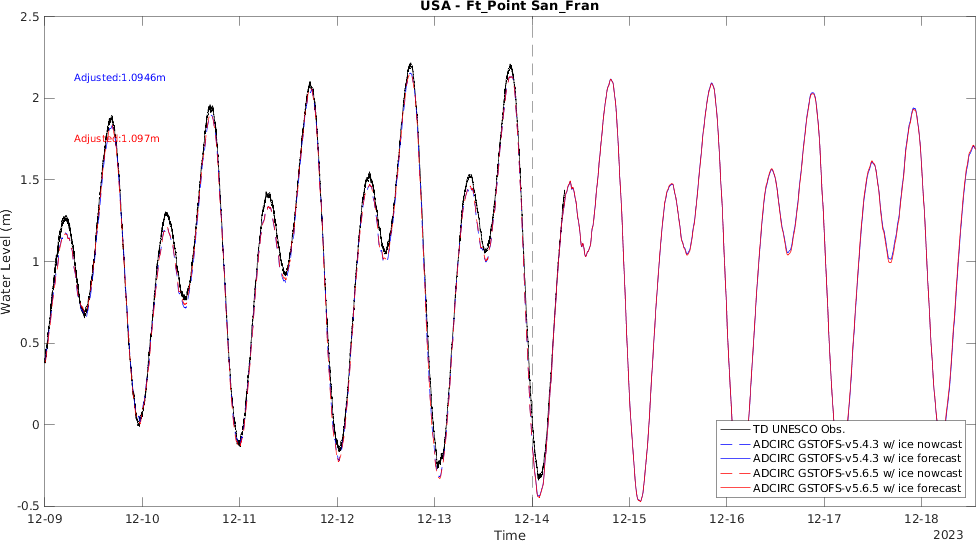 USA - Ft_Point San_Fran
Adjusted:1.0946m
Adjusted:1.097m
Water Level (m)
2.5
2
1.5
1
0.5
0
-0.5
TD UNESCO Obs.
ADCIRC GSTOFS-v5.4.3 w/ ice nowcast
ADCIRC GSTOFS-v5.4.3 w/ ice forecast
ADCIRC GSTOFS-v5.6.5 w/ ice nowcast
ADCIRC GSTOFS-v5.6.5 w/ ice forecast
12-09 12-10 12-11 12-12 12-13 12-14 12-15 12-16 12-17 12-18
Time
2023